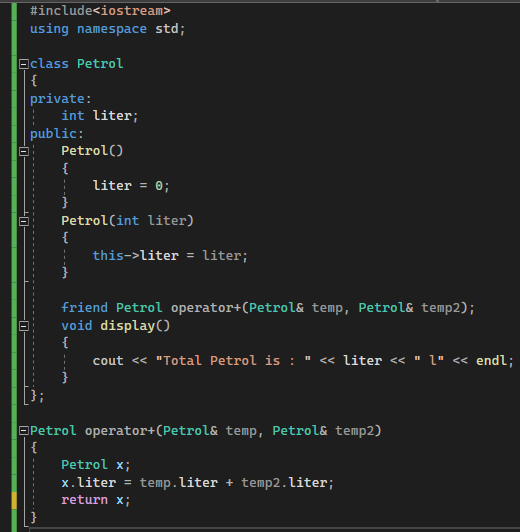 #include<iostream>
using namespace std;
class Petrol
{
private:
int liter;
public:
Petrol()
{
liter = 0;
}
Petrol(int liter)
{
this->liter = liter;
}
friend Petrol operator+(Petrol& temp, Petrol& temp2);
void display()
{
cout << "Total Petrol is : " << liter << " l" << endl;
}
};
Petrol operator+(Petrol& temp, Petrol& temp2)
{
Petrol x;
x.liter = temp.liter + temp2.liter;
return x;
}